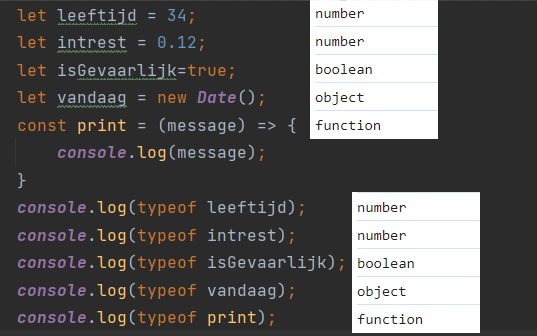 let leeftijd = 34;
let intrest = 0.12;
let isGevaarlijk=true;
let vandaag = new Date();
const print = (message) => {
    console.log(message);
}
console.log(typeof leeftijd);
console.log(typeof intrest);
console.log(typeof isGevaarlijk);
console.log(typeof vandaag);
console.log(typeof print);
number
number
boolean
object
function
number
number
boolean
object
function